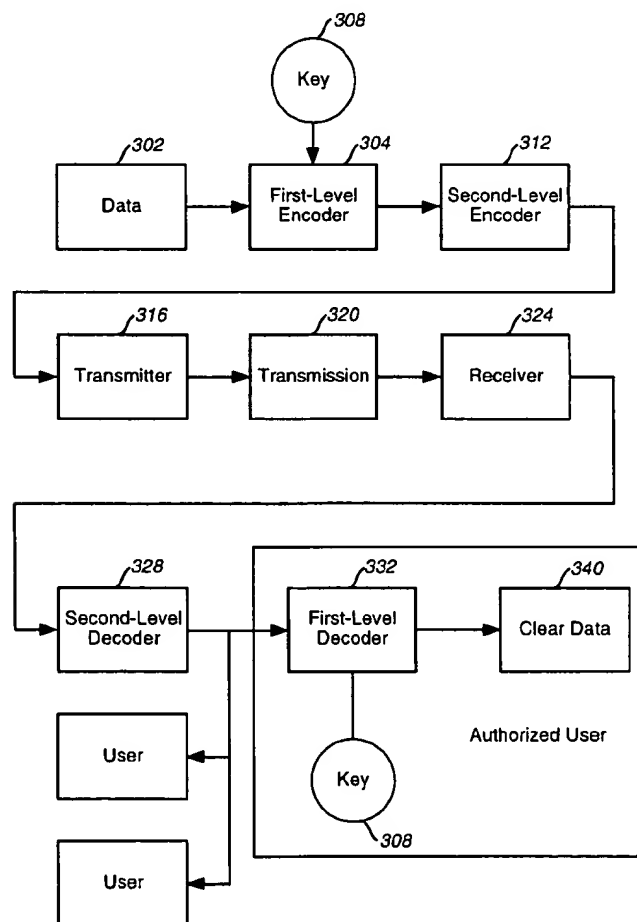 308
Key
302
304
312
Data
First-Level
Encoder
Second-Level
Encoder
316
320
324
Transmitter
Transmission
Receiver
328
332
340
Second-Level
Decoder
First-Level
Decoder
Clear Data
User
Authorized User
Key
308
User